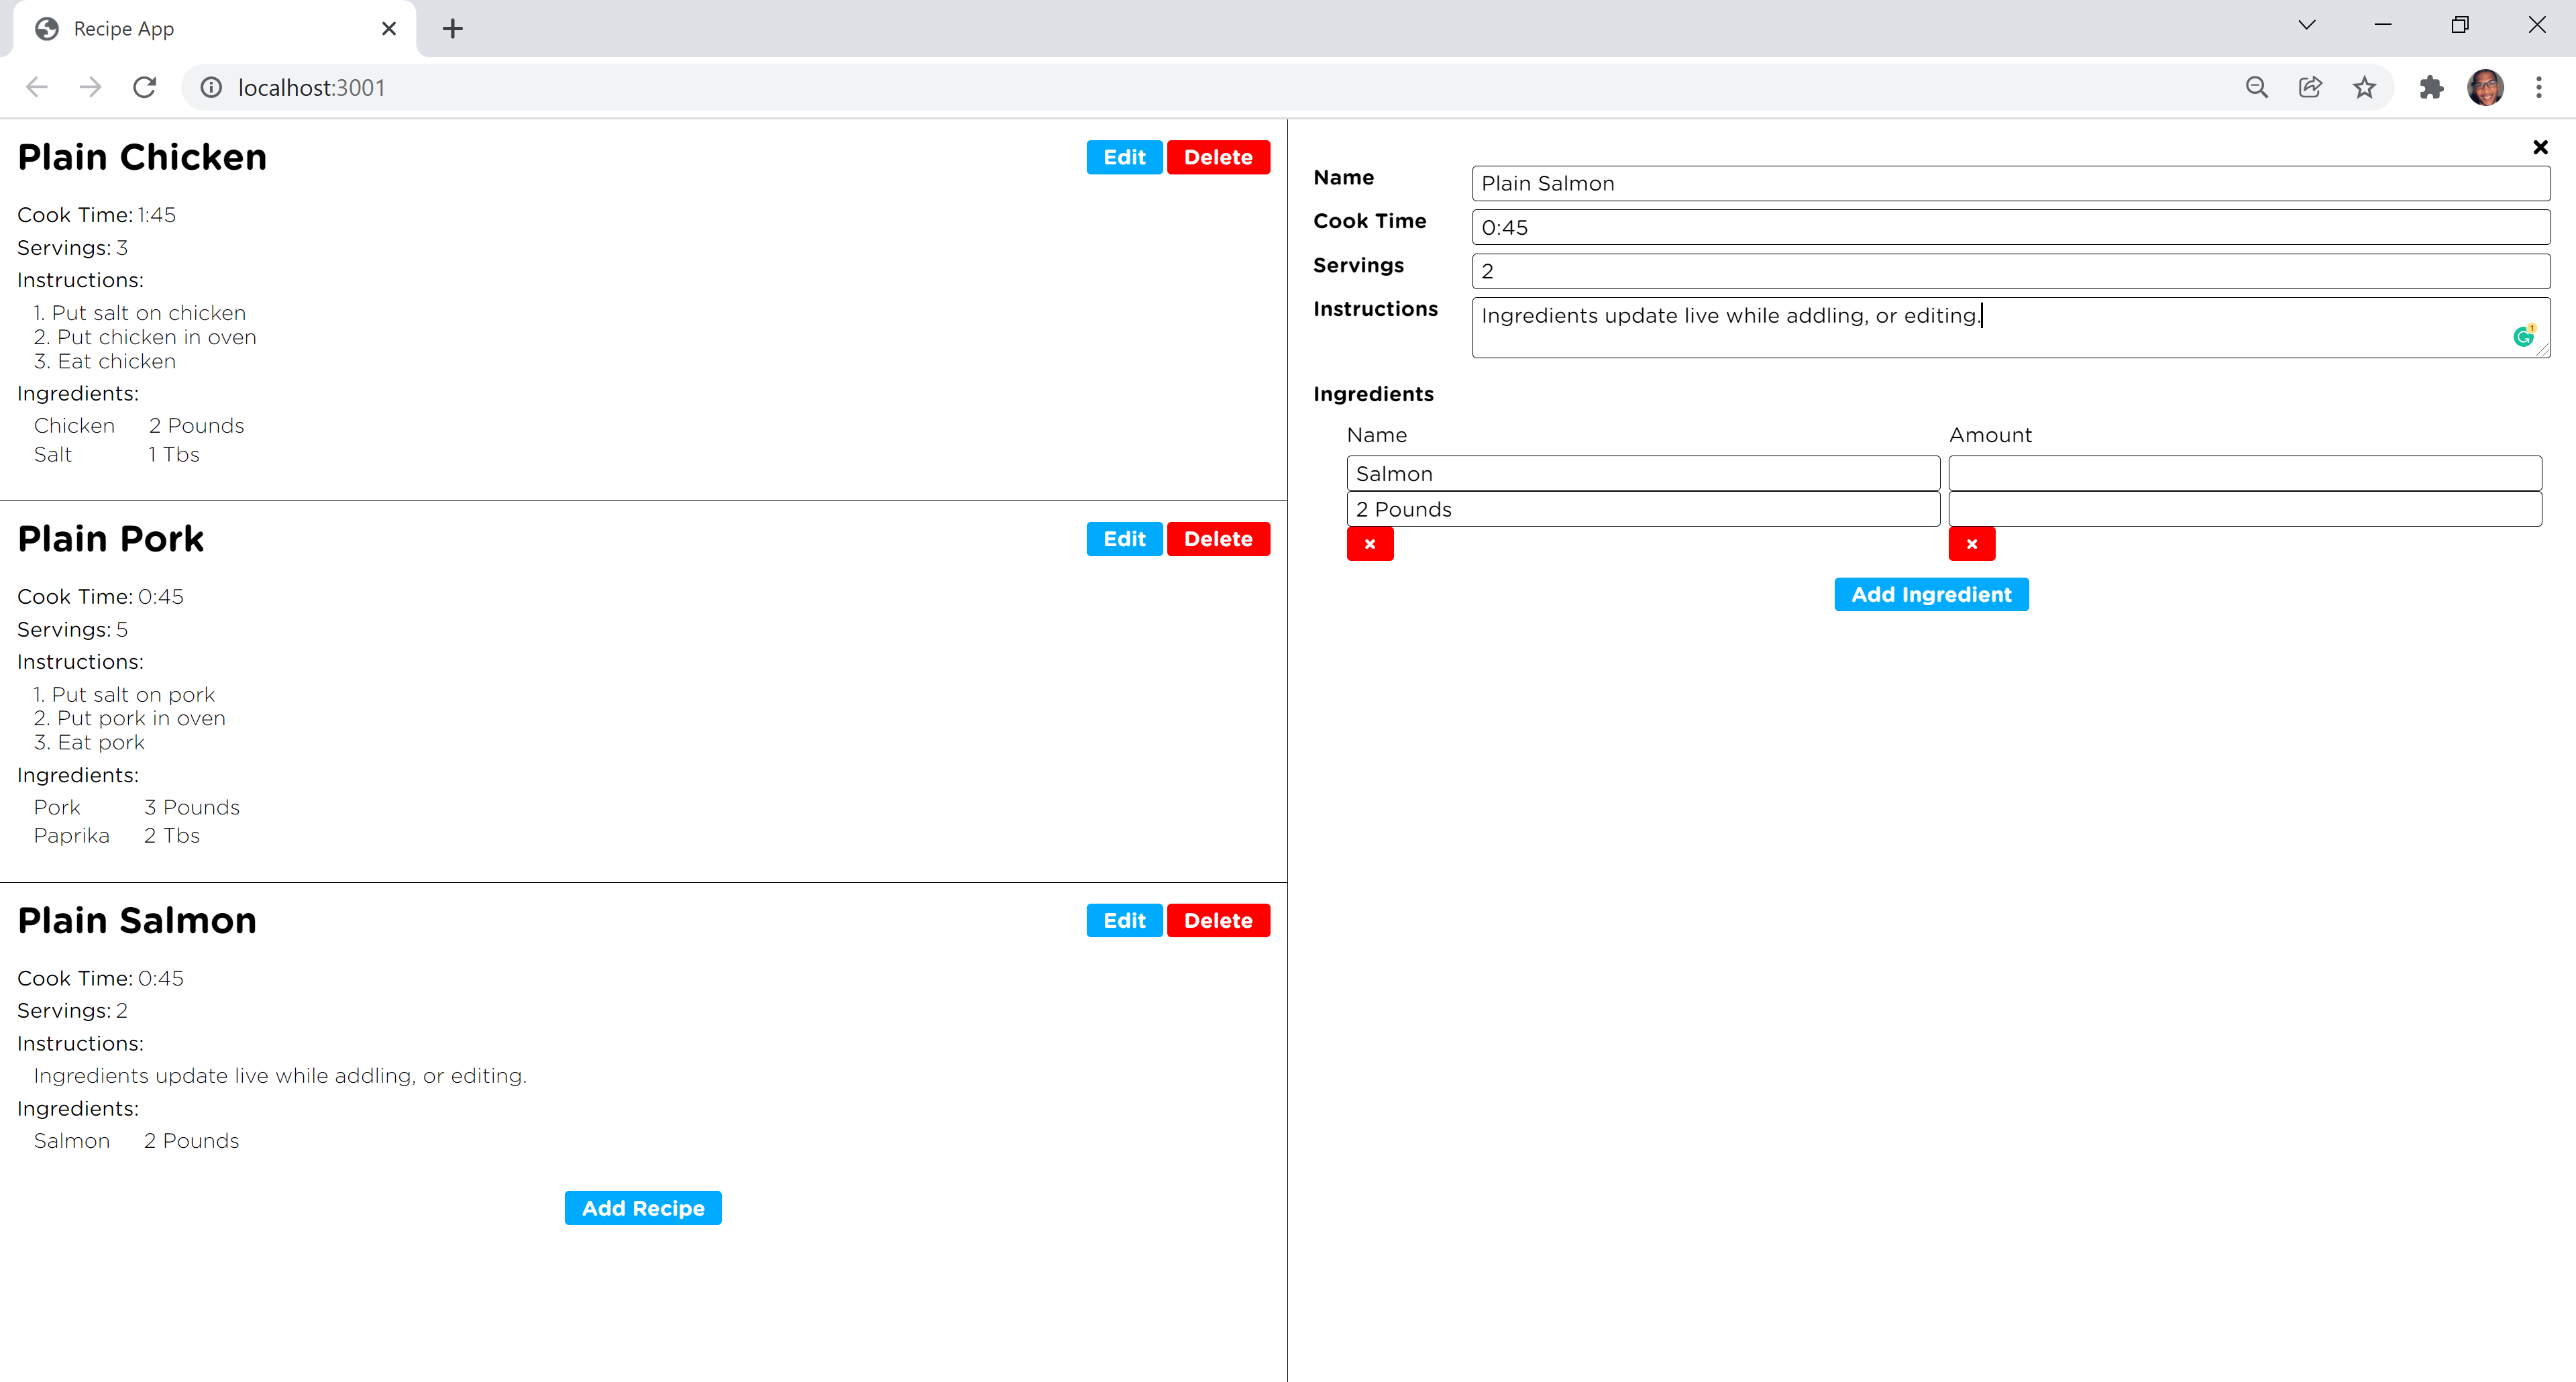 Recipe App
localhost:3001
Plain Chicken
Edit Delete
Cook Time: 1:45
Servings: 3
Instructions:
1. Put salt on chicken
2. Put chicken in oven
3. Eat chicken
Ingredients:
Chicken 2 Pounds
Salt 1 Tbs
Plain Pork
Edit Delete
Cook Time: 0:45
Servings: 5
Instructions:
1. Put salt on pork
2. Put pork in oven
3. Eat pork
Ingredients:
Pork 3 Pounds
Paprika 2 Tbs
Plain Salmon
Edit Delete
Cook Time: 0:45
Servings: 2
Instructions:
Ingredients update live while addling, or editing.
Ingredients:
Salmon 2 Pounds
Add Recipe
Name Plain Salmon
Cook Time 0:45
Servings 2
Instructions Ingredients update live while addling, or editing.
1
Ingredients
Name Amount
Salmon
2 Pounds
Add Ingredient